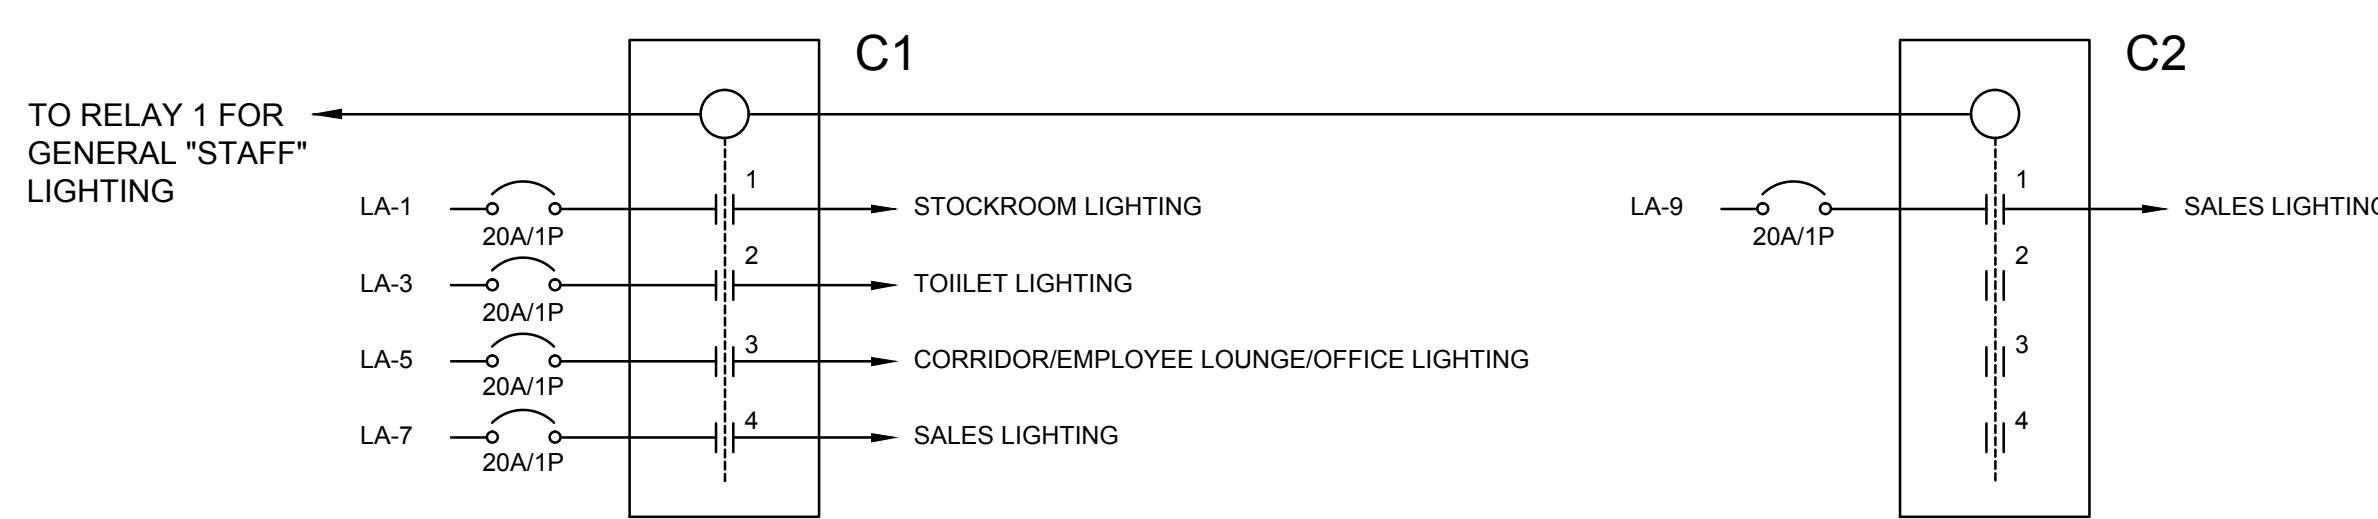 C1
C2
TO RELAY 1 FOR
GENERAL "STAFF"
LIGHTING
1
LA-1
20A/1P
STOCKROOM LIGHTING
2
LA-3
20A/1P
TOIILET LIGHTING
3
LA-5
20A/1P
CORRIDOR/EMPLOYEE LOUNGE/OFFICE LIGHTING
4
LA-7
20A/1P
SALES LIGHTING
1
LA-9
20A/1P
SALES LIGHTING
2
3
4